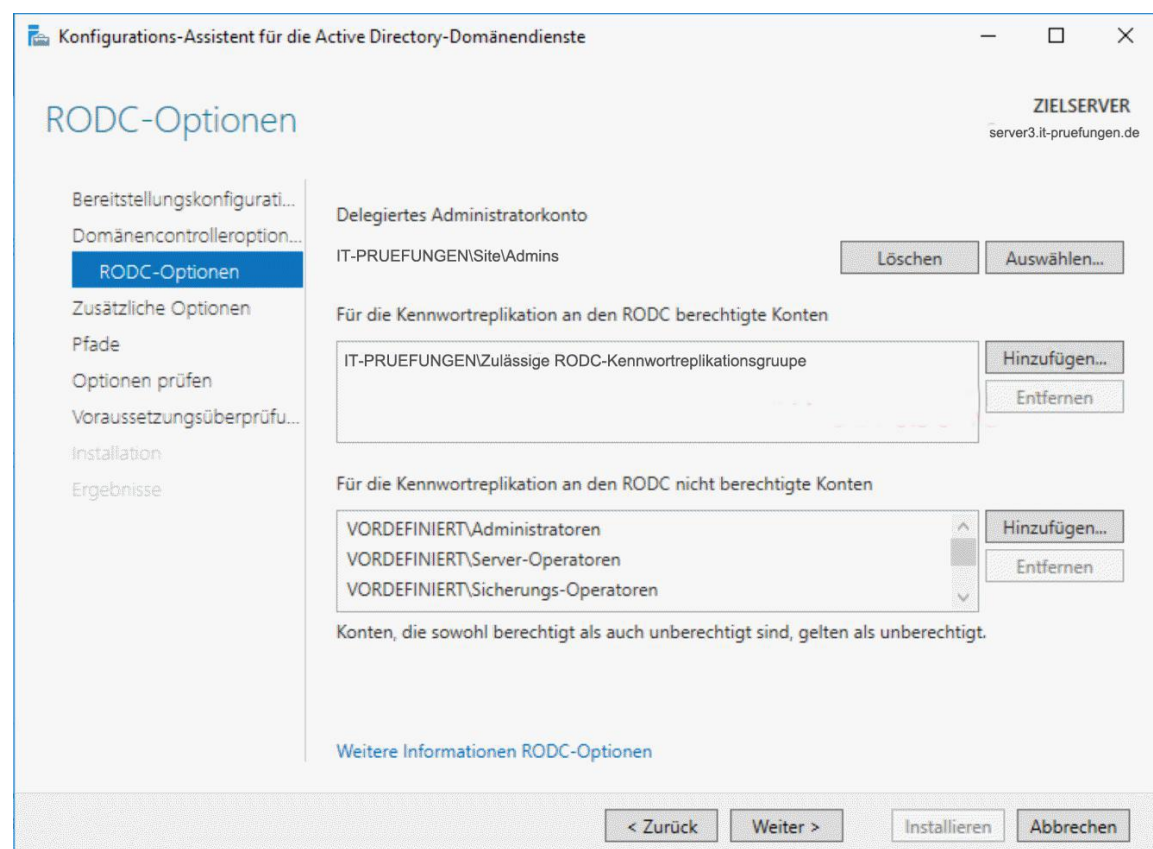 Konfigurations-Assistent für die Active Directory-Domänendienste
RODC-Optionen
ZIELSERVER
server3.it-pruefungen.de
Bereitstellungskonfigurati...
Domänencontrolleroption...
RODC-Optionen
Zusätzliche Optionen
Pfade
Optionen prüfen
Voraussetzungsüberprüfu...
Installation
Ergebnisse
Delegiertes Administratorkonto
IT-PRUEFUNGEN\Site\Admins
Löschen
Auswählen...
Für die Kennwortreplikation an den RODC berechtigte Konten
IT-PRUEFUNGEN\Zulässige RODC-Kennwortreplikationsgruupe
Hinzufügen...
Entfernen
Für die Kennwortreplikation an den RODC nicht berechtigte Konten
VORDEFINIERT\Administratoren
VORDEFINIERT\Server-Operatoren
VORDEFINIERT\Sicherungs-Operatoren
Hinzufügen...
Entfernen
Konten, die sowohl berechtigt als auch unberechtigt sind, gelten als unberechtigt.
Weitere Informationen RODC-Optionen
< Zurück
Weiter >
Installieren
Abbrechen